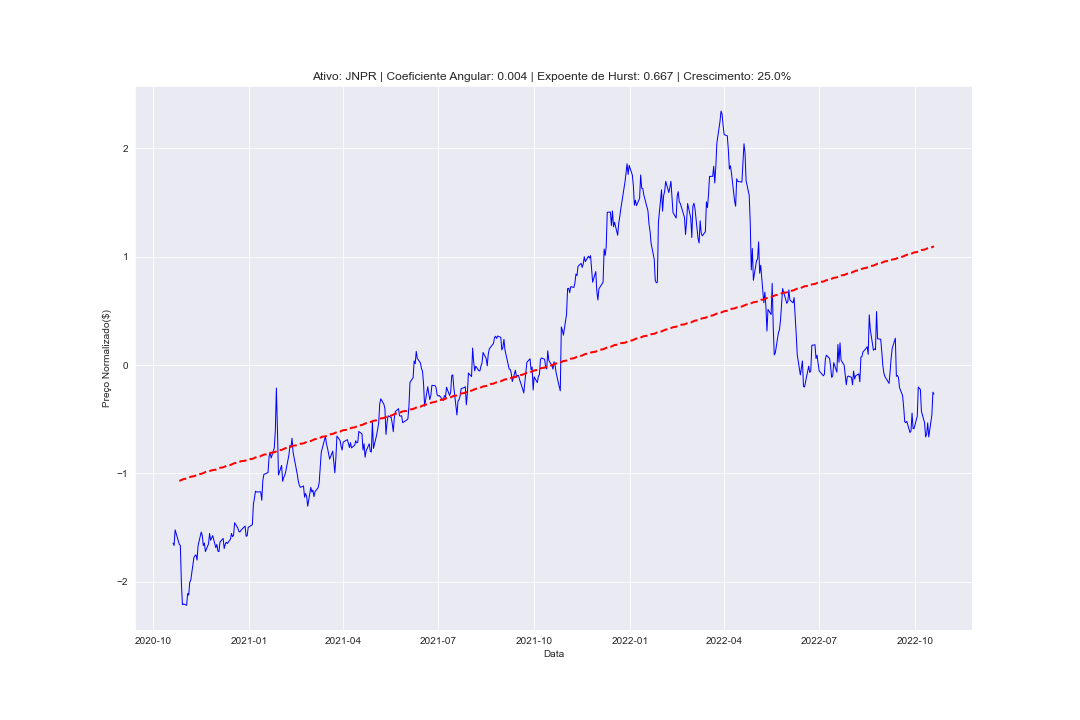 Ativo: JNPR | Coeficiente Angular: 0.004 | Expoente de Hurst: 0.667 | Crescimento: 25.0%
Preço Normalizado($)
2
1
0
−1
−2
2020-10 2021-01 2021-04 2021-07 2021-10 2022-01 2022-04 2022-07 2022-10
Data